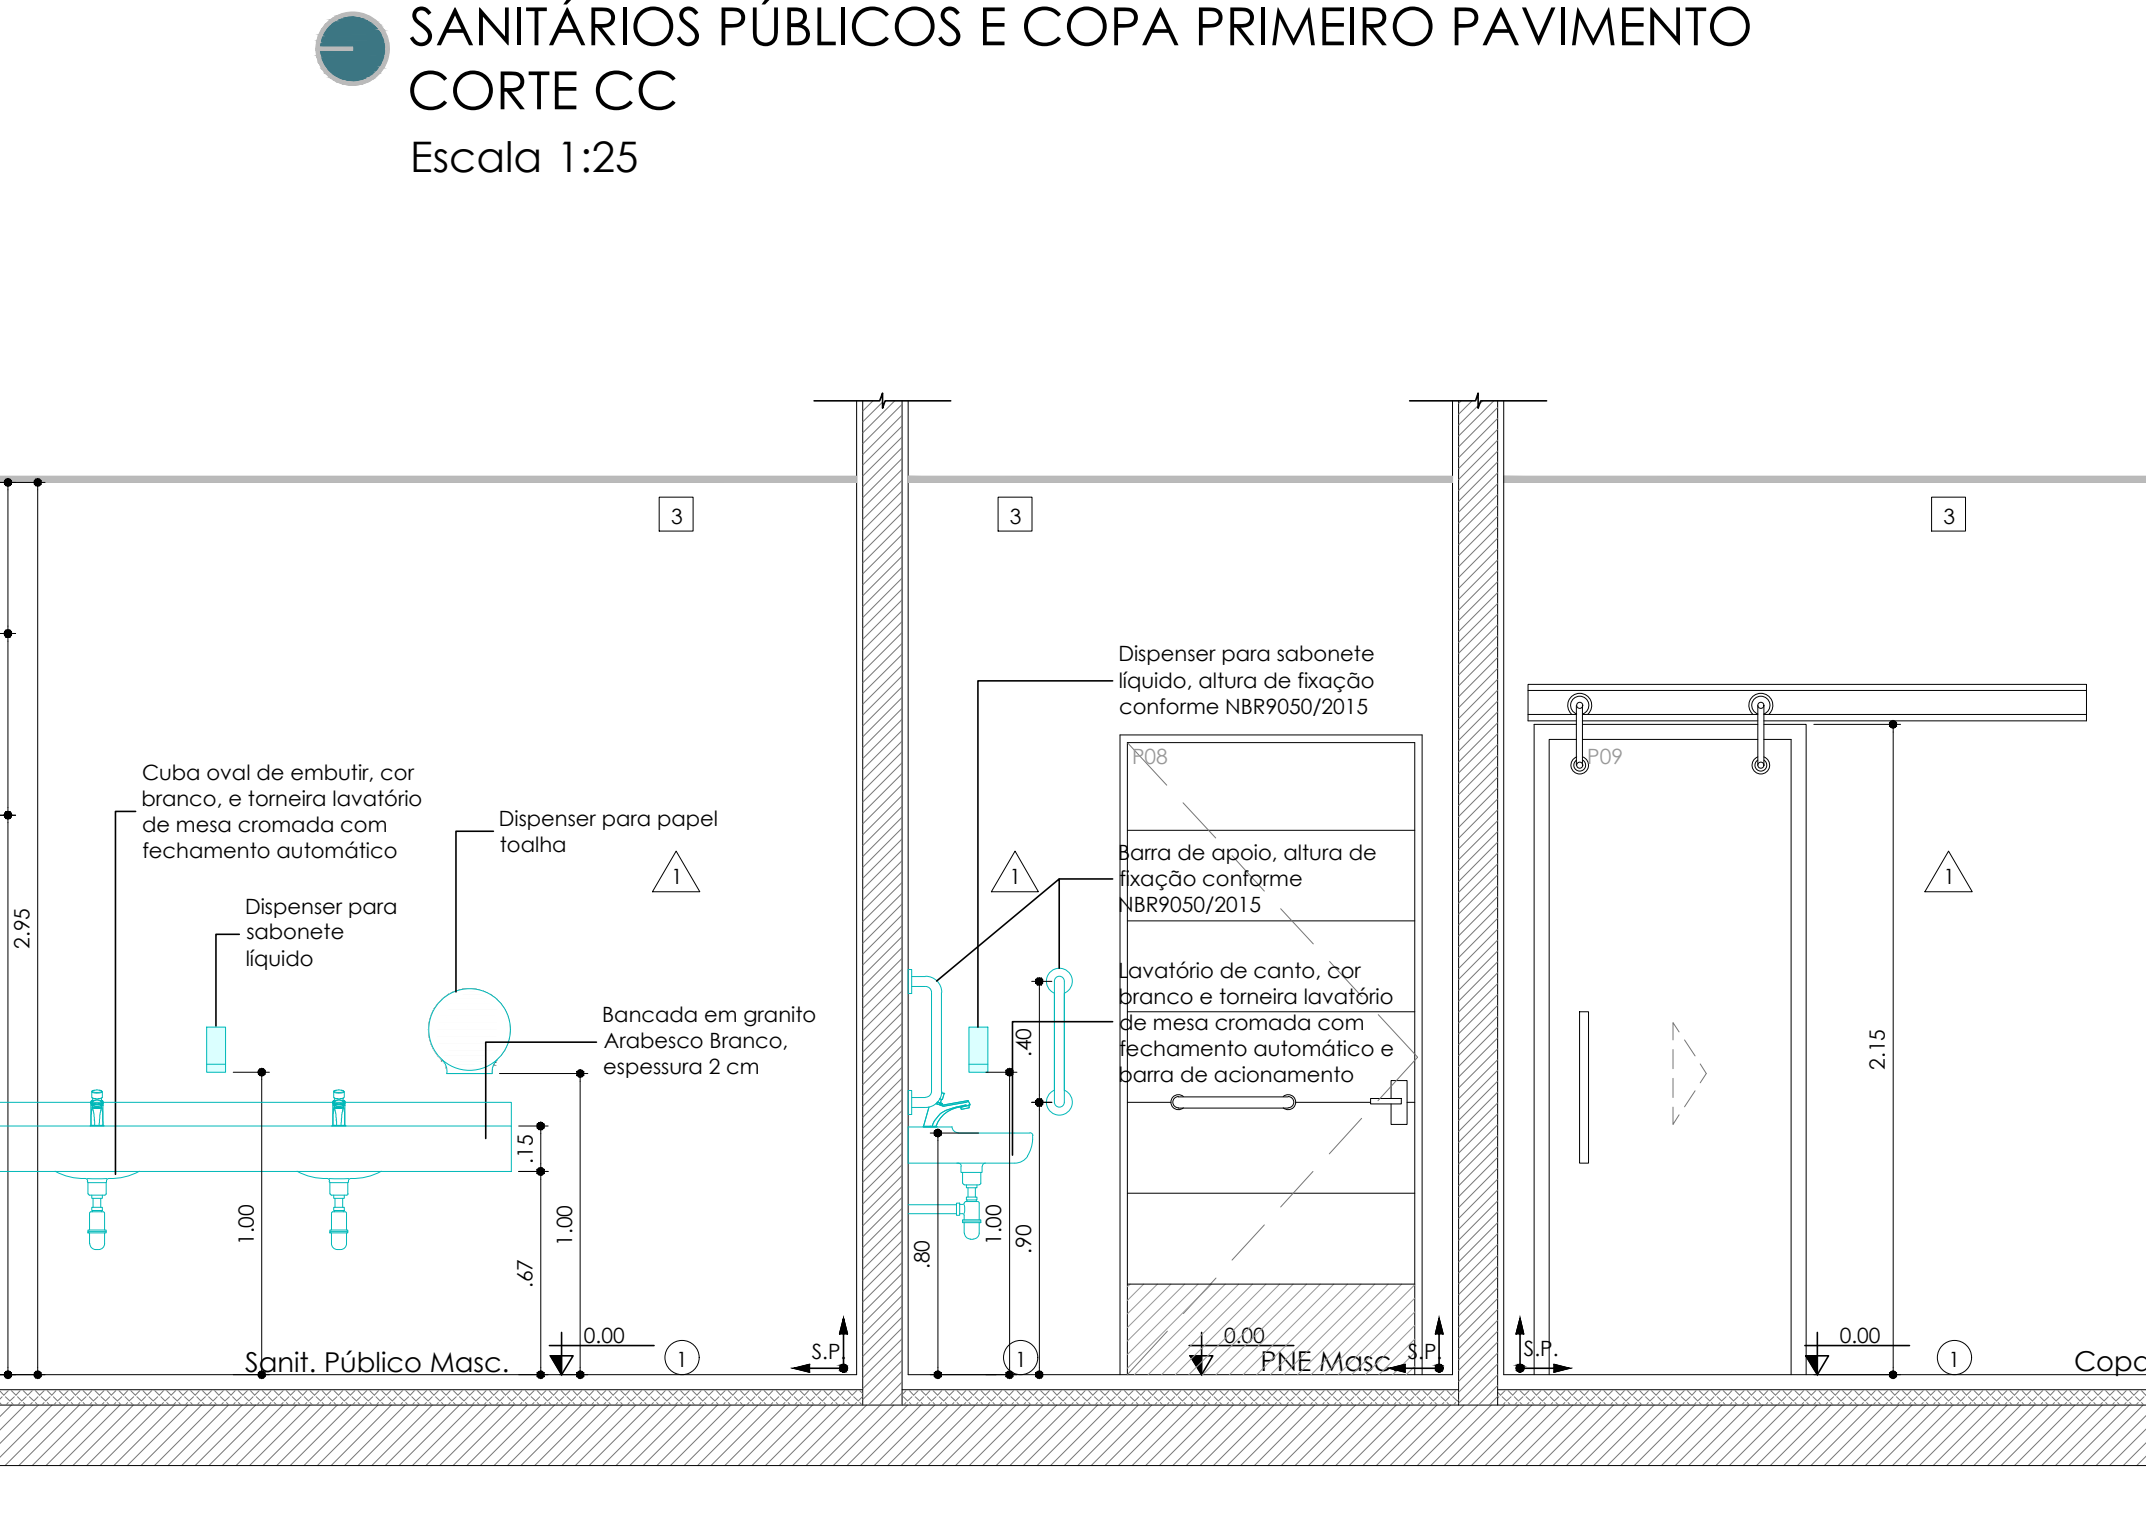 SANITÁRIOS PÚBLICOS E COPA PRIMEIRO PAVIMENTO
CORTE CC
Escala 1:25
3
3
3
Dispenser para sabonete
líquido, altura de fixação
conforme NBR9050/2015
P08
P09
Cuba oval de embutir, cor
branco, e torneira lavatório
de mesa cromada com
fechamento automático
Dispenser para papel
toalha
Barra de apoio, altura de
fixação conforme
NBR9050/2015
1
1
1
Dispenser para
sabonete
líquido
2.95
Lavatório de canto, cor
branco e torneira lavatório
de mesa cromada com
fechamento automático e
barra de acionamento
Bancada em granito
Arabesco Branco,
espessura 2 cm
.40
2.15
.15
1.00
.67
1.00
.80
1.00
.90
0.00
0.00
0.00
S.P.
S.P.
S.P.
1
1
1
Sanit. Público Masc.
PNE Masc.
Copa